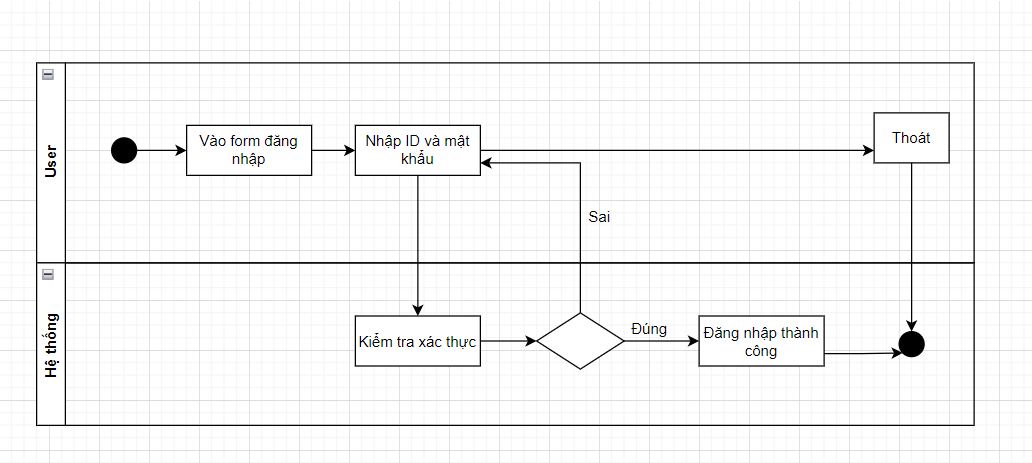 User
Vào form đăng
nhập
Nhập ID và mật
khẩu
Thoát
Sai
Hệ thống
Kiểm tra xác thực
Đúng
Đăng nhập thành
công